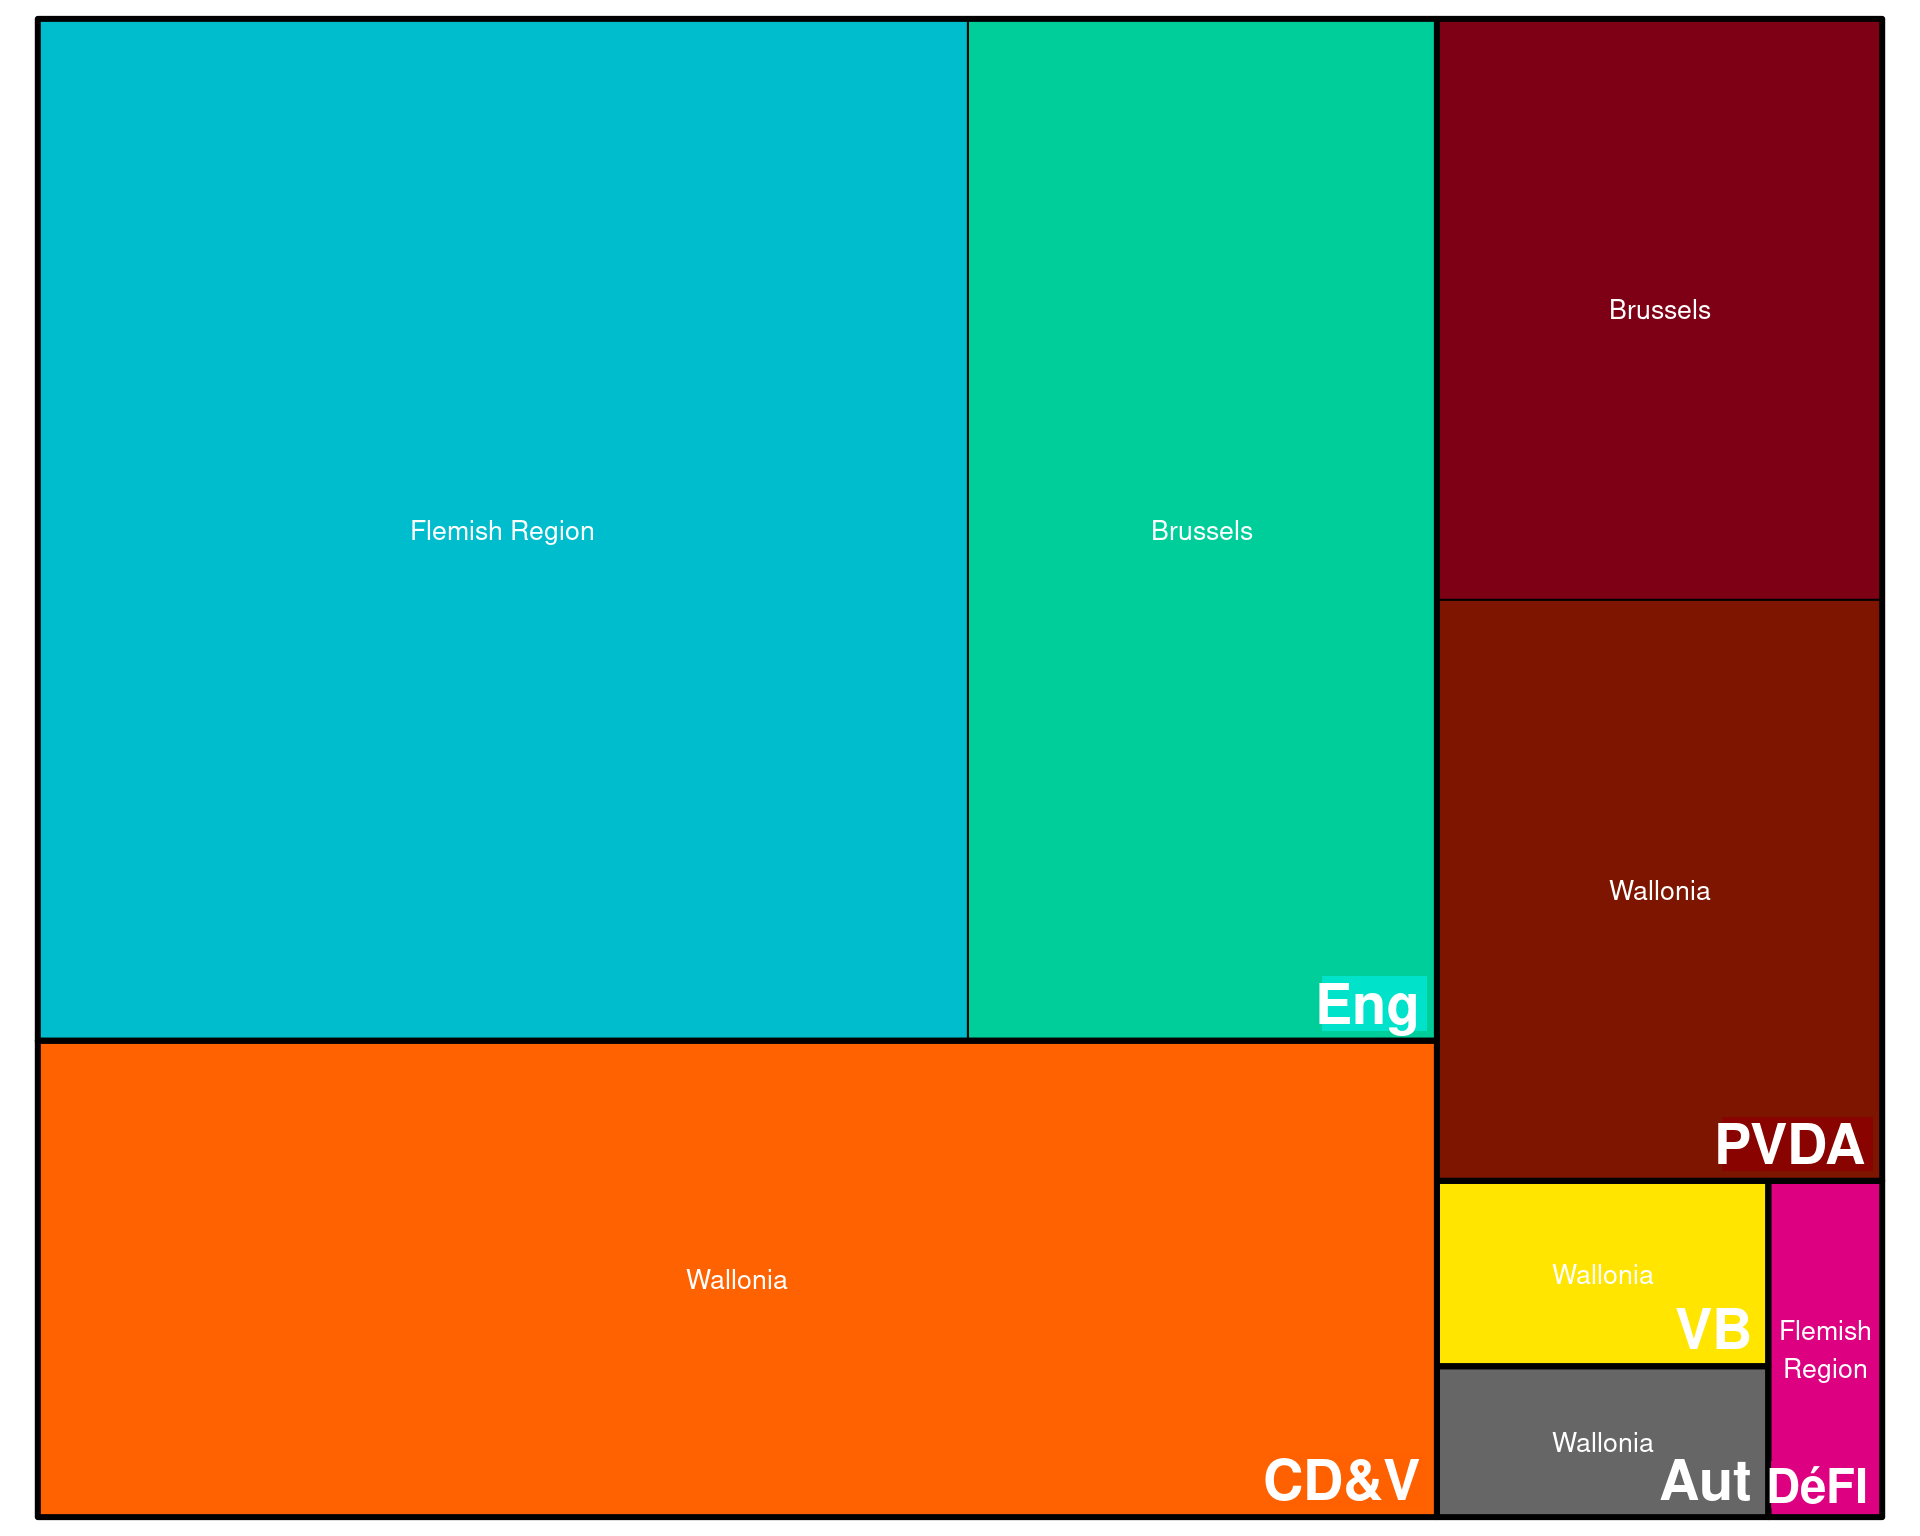 Flemish Region
Brussels
Eng
Wallonia
CD&V
Brussels
Wallonia
PVDA
Wallonia
VB
Wallonia
Aut
Flemish
Region
DéFI